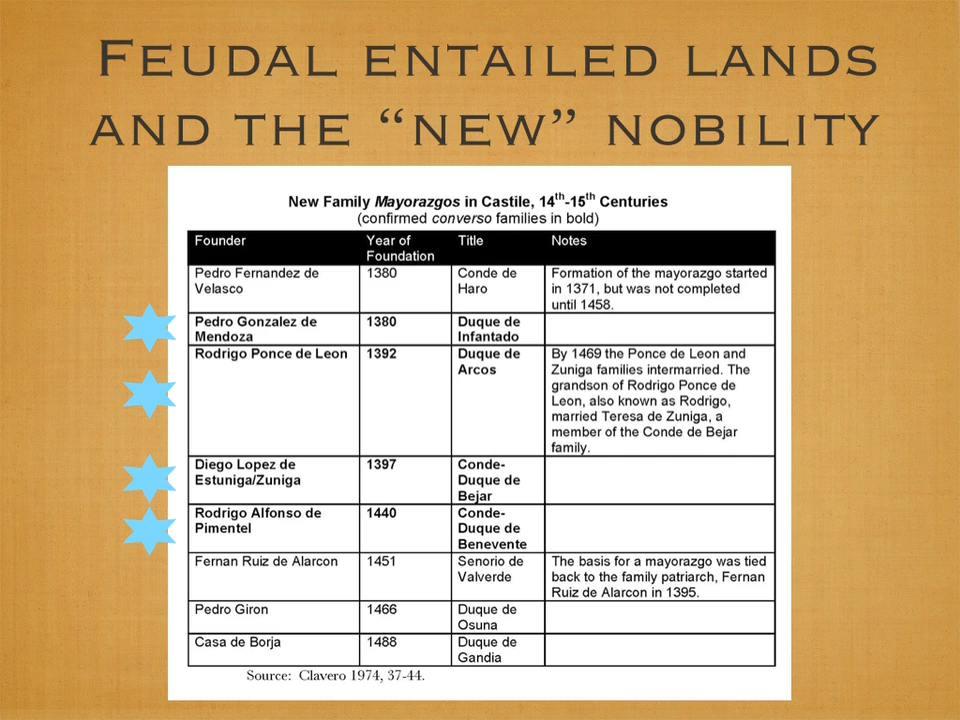 FEUDAL ENTAILED LANDS
AND THE “NEW” NOBILITY
New Family Mayorazgos in Castile, 14th-15th Centuries
(confirmed converso families in bold)
Founder
Year of
Foundation
Title
Notes
Pedro Fernandez de
Velasco
1380
Conde de
Haro
Formation of the mayorazgo started
in 1371, but was not completed
until 1458.
Pedro Gonzalez de
Mendoza
1380
Duque de
Infantado
Rodrigo Ponce de Leon
1392
Duque de
Arcos
By 1469 the Ponce de Leon and
Zuniga families intermarried. The
grandson of Rodrigo Ponce de
Leon, also known as Rodrigo,
married Teresa de Zuniga, a
member of the Conde de Bejar
family.
Diego Lopez de
Estuniga/Zuniga
1397
Conde-
Duque de
Bejar
Rodrigo Alfonso de
Pimentel
1440
Conde-
Duque de
Benevente
Fernan Ruiz de Alarcon
1451
Senorio de
Valverde
The basis for a mayorazgo was tied
back to the family patriarch, Fernan
Ruiz de Alarcon in 1395.
Pedro Giron
1466
Duque de
Osuna
Casa de Borja
1488
Duque de
Gandia
Source: Clavero 1974, 37-44.